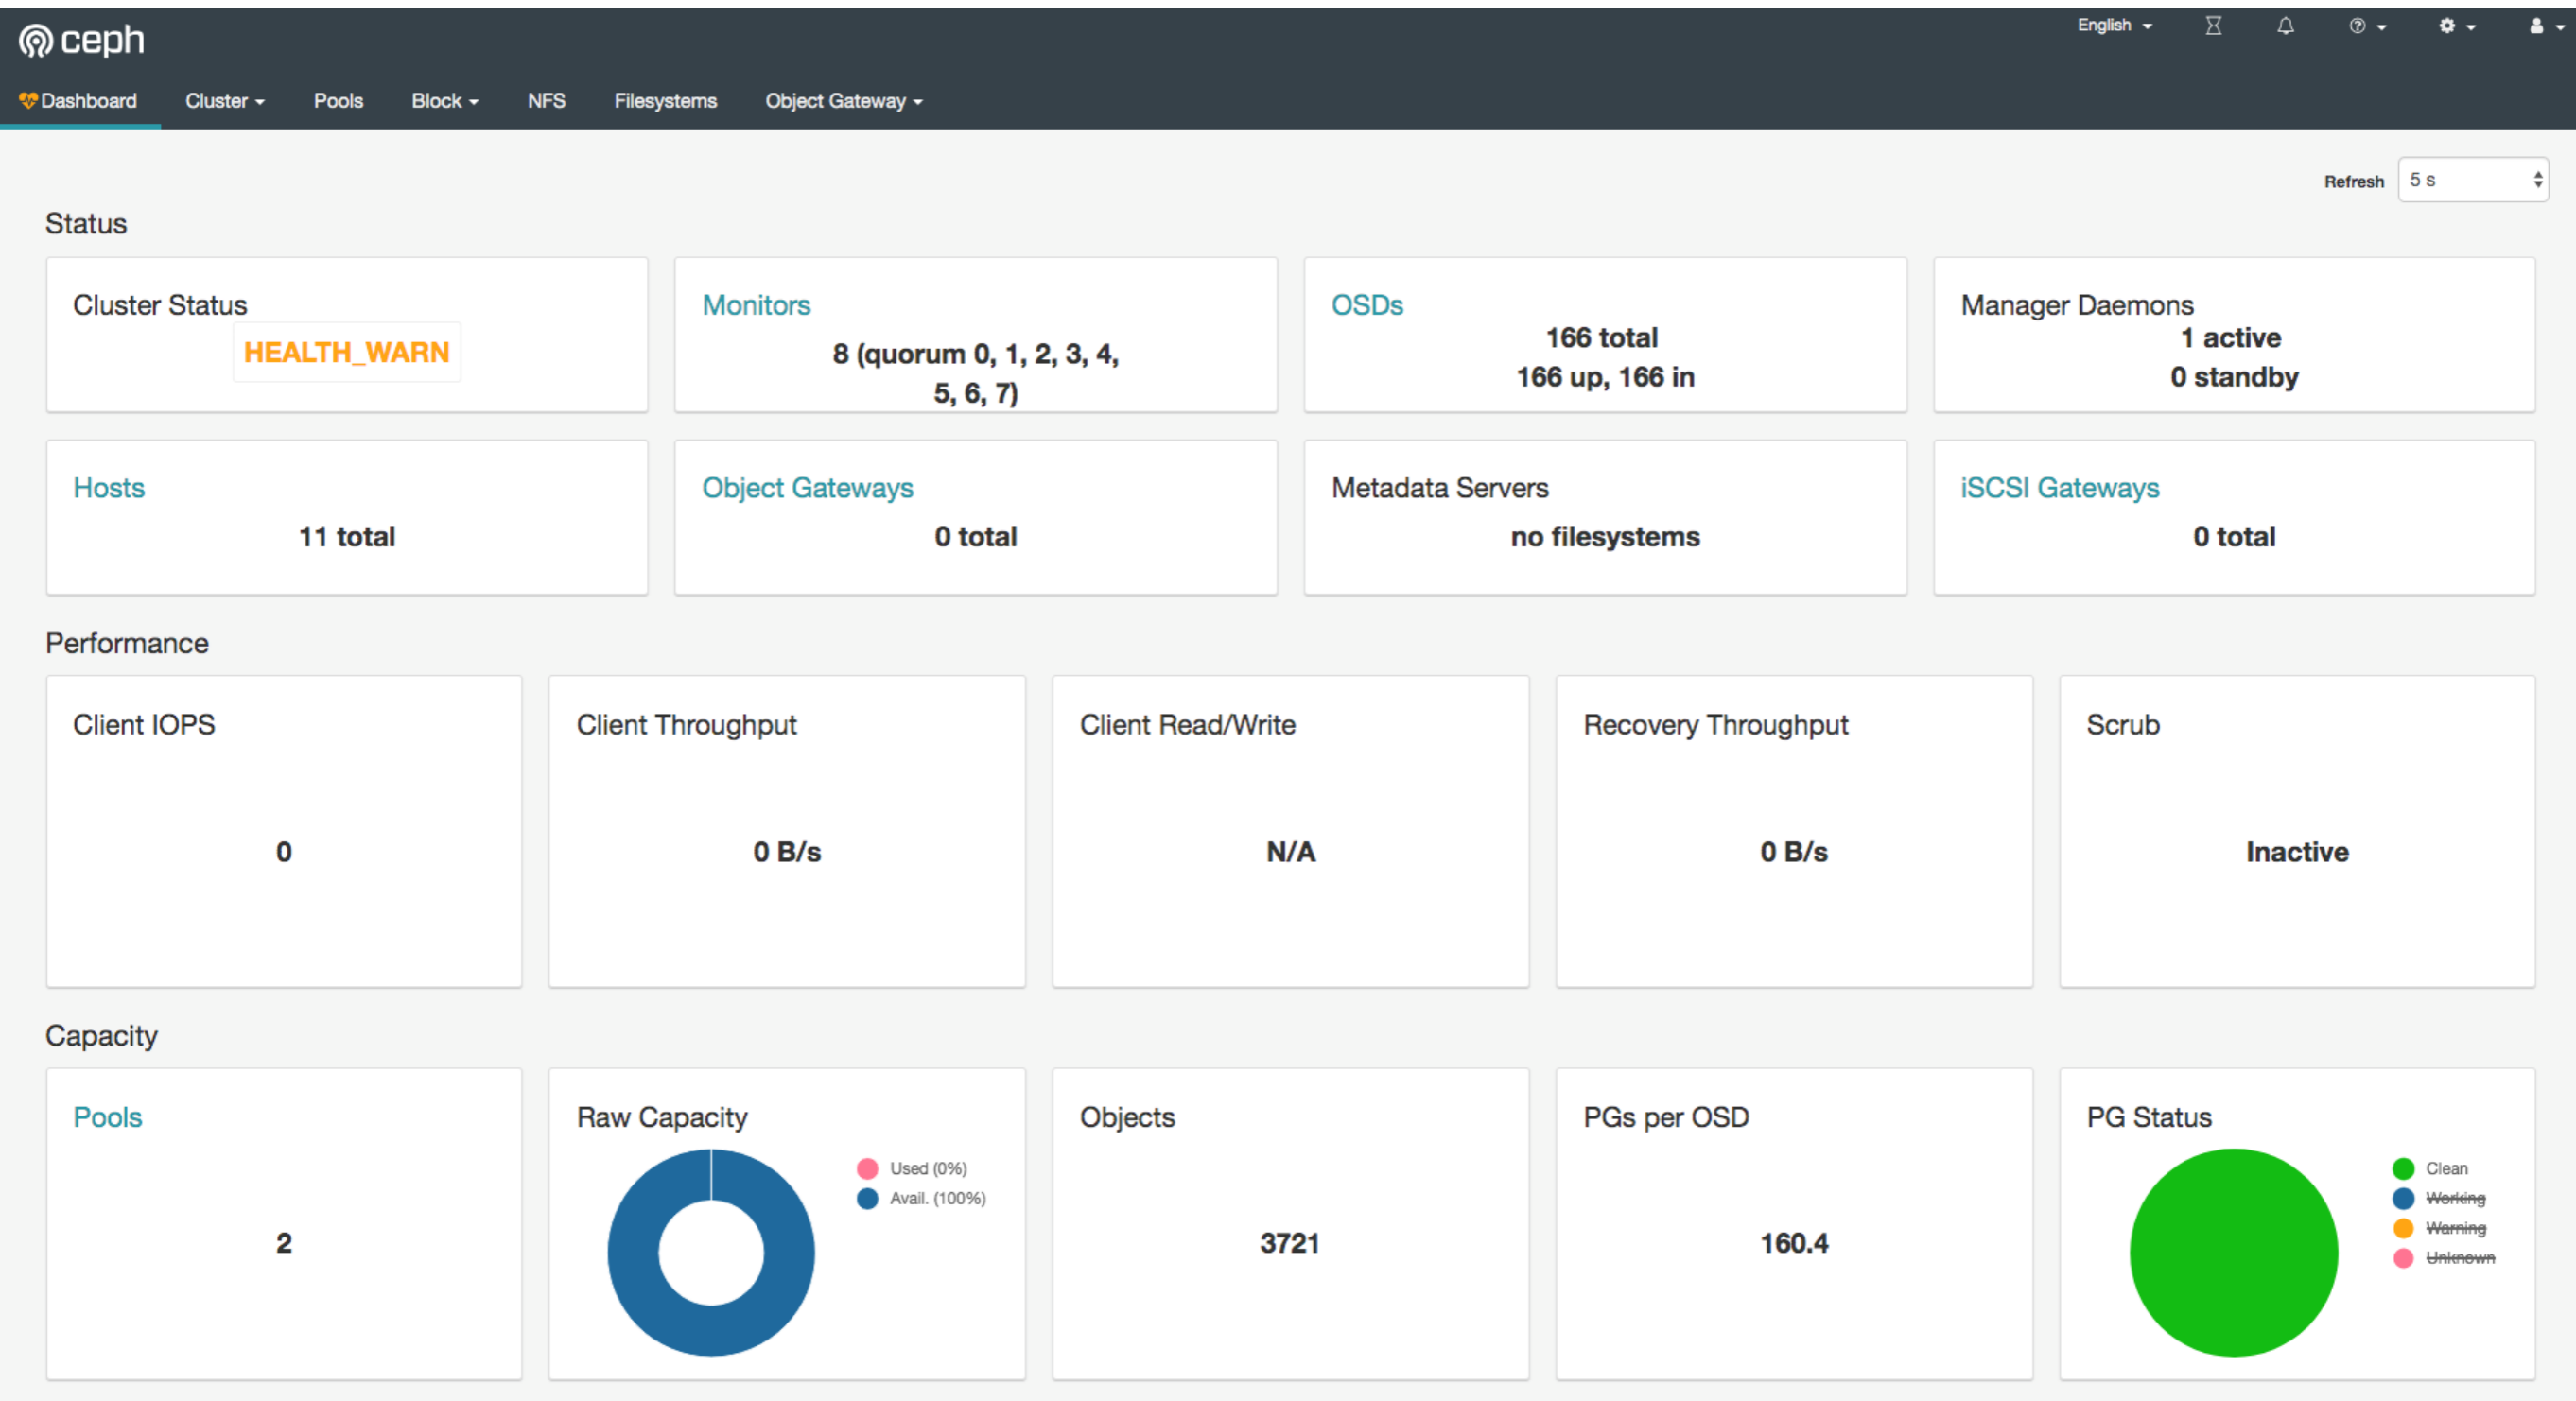 ceph
English
Dashboard Cluster Pools Block NFS Filesystems Object Gateway
Refresh 5 s
Status
Cluster Status
HEALTH_WARN
Monitors
8 (quorum 0, 1, 2, 3, 4,
5, 6, 7)
OSDs
166 total
166 up, 166 in
Manager Daemons
1 active
0 standby
Hosts
11 total
Object Gateways
0 total
Metadata Servers
no filesystems
iSCSI Gateways
0 total
Performance
Client IOPS
0
Client Throughput
0 B/s
Client Read/Write
N/A
Recovery Throughput
0 B/s
Scrub
Inactive
Capacity
Pools
2
Raw Capacity
Used (0%)
Avail. (100%)
Objects
3721
PGs per OSD
160.4
PG Status
Clean
Working
Warning
Unknown